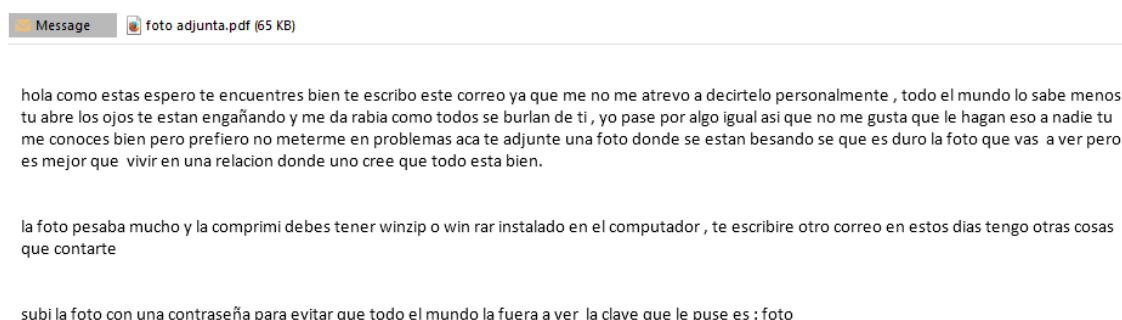 Message foto adjunta.pdf (65 KB)
hola como estas espero te encuentres bien te escribo este correo ya que me no me atrevo a decirtelo personalmente , todo el mundo lo sabe menos
tu abre los ojos te estan engañando y me da rabia como todos se burlan de ti , yo pase por algo igual asi que no me gusta que le hagan eso a nadie tu
me conoces bien pero prefiero no meterme en problemas aca te adjunte una foto donde se estan besando se que es duro la foto que vas a ver pero
es mejor que vivir en una relacion donde uno cree que todo esta bien.
la foto pesaba mucho y la comprimi debes tener winzip o win rar instalado en el computador , te escribire otro correo en estos dias tengo otras cosas
que contarte
subi la foto con una contraseña para evitar que todo el mundo la fuera a ver la clave que le puse es : foto